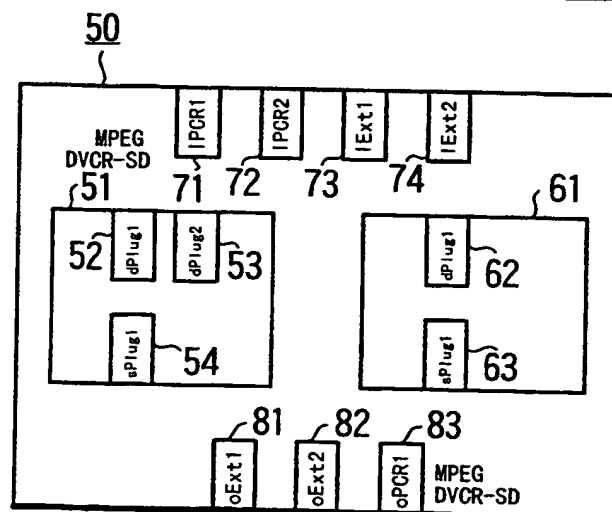 50
IPCR1
IPCR2
IExt1
IExt2
MPEG
DVCR-SD
71
72
73
74
51
61
52
dPlug1
dPlug2
53
dPlug1
62
sPlug1
54
sPlug1
63
81
82
83
oExt1
oExt2
oPCR1
MPEG
DVCR-SD